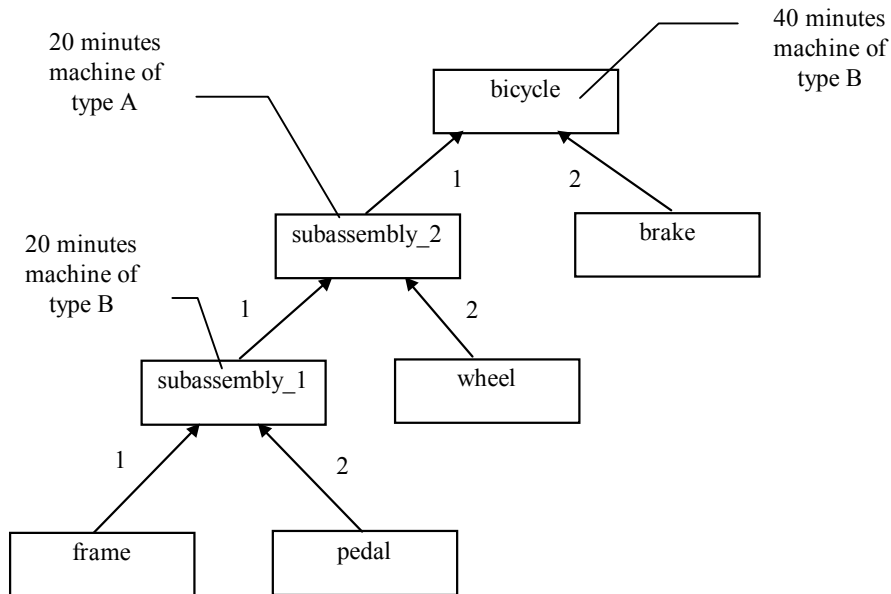 40 minutes
machine of
type B
20 minutes
machine of
type A
bicycle
1
2
subassembly_2
brake
20 minutes
machine of
type B
1
2
subassembly_1
wheel
1
2
frame
pedal